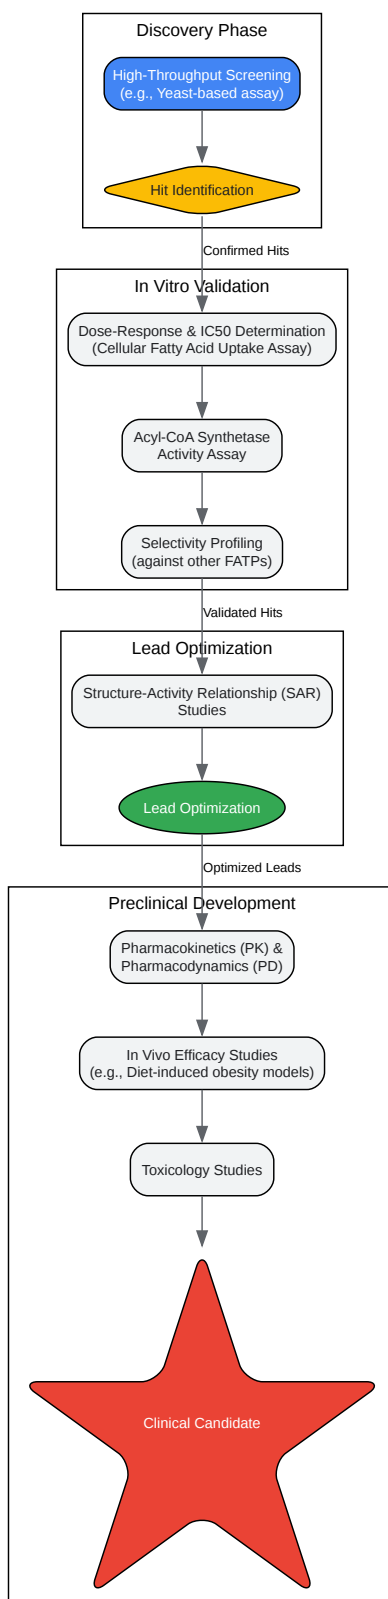 Discovery Phase
High-Throughput Screening
(e.g., Yeast-based assay)
Hit Identification
Confirmed Hits
In Vitro Validation
Dose-Response & IC50 Determination
(Cellular Fatty Acid Uptake Assay)
Acyl-CoA Synthetase
Activity Assay
Selectivity Profiling
(against other FATPs)
Validated Hits
Lead Optimization
Structure-Activity Relationship (SAR)
Studies
Lead Optimization
Optimized Leads
Preclinical Development
Pharmacokinetics (PK) &
Pharmacodynamics (PD)
In Vivo Efficacy Studies
(e.g., Diet-induced obesity models)
Toxicology Studies
Clinical Candidate